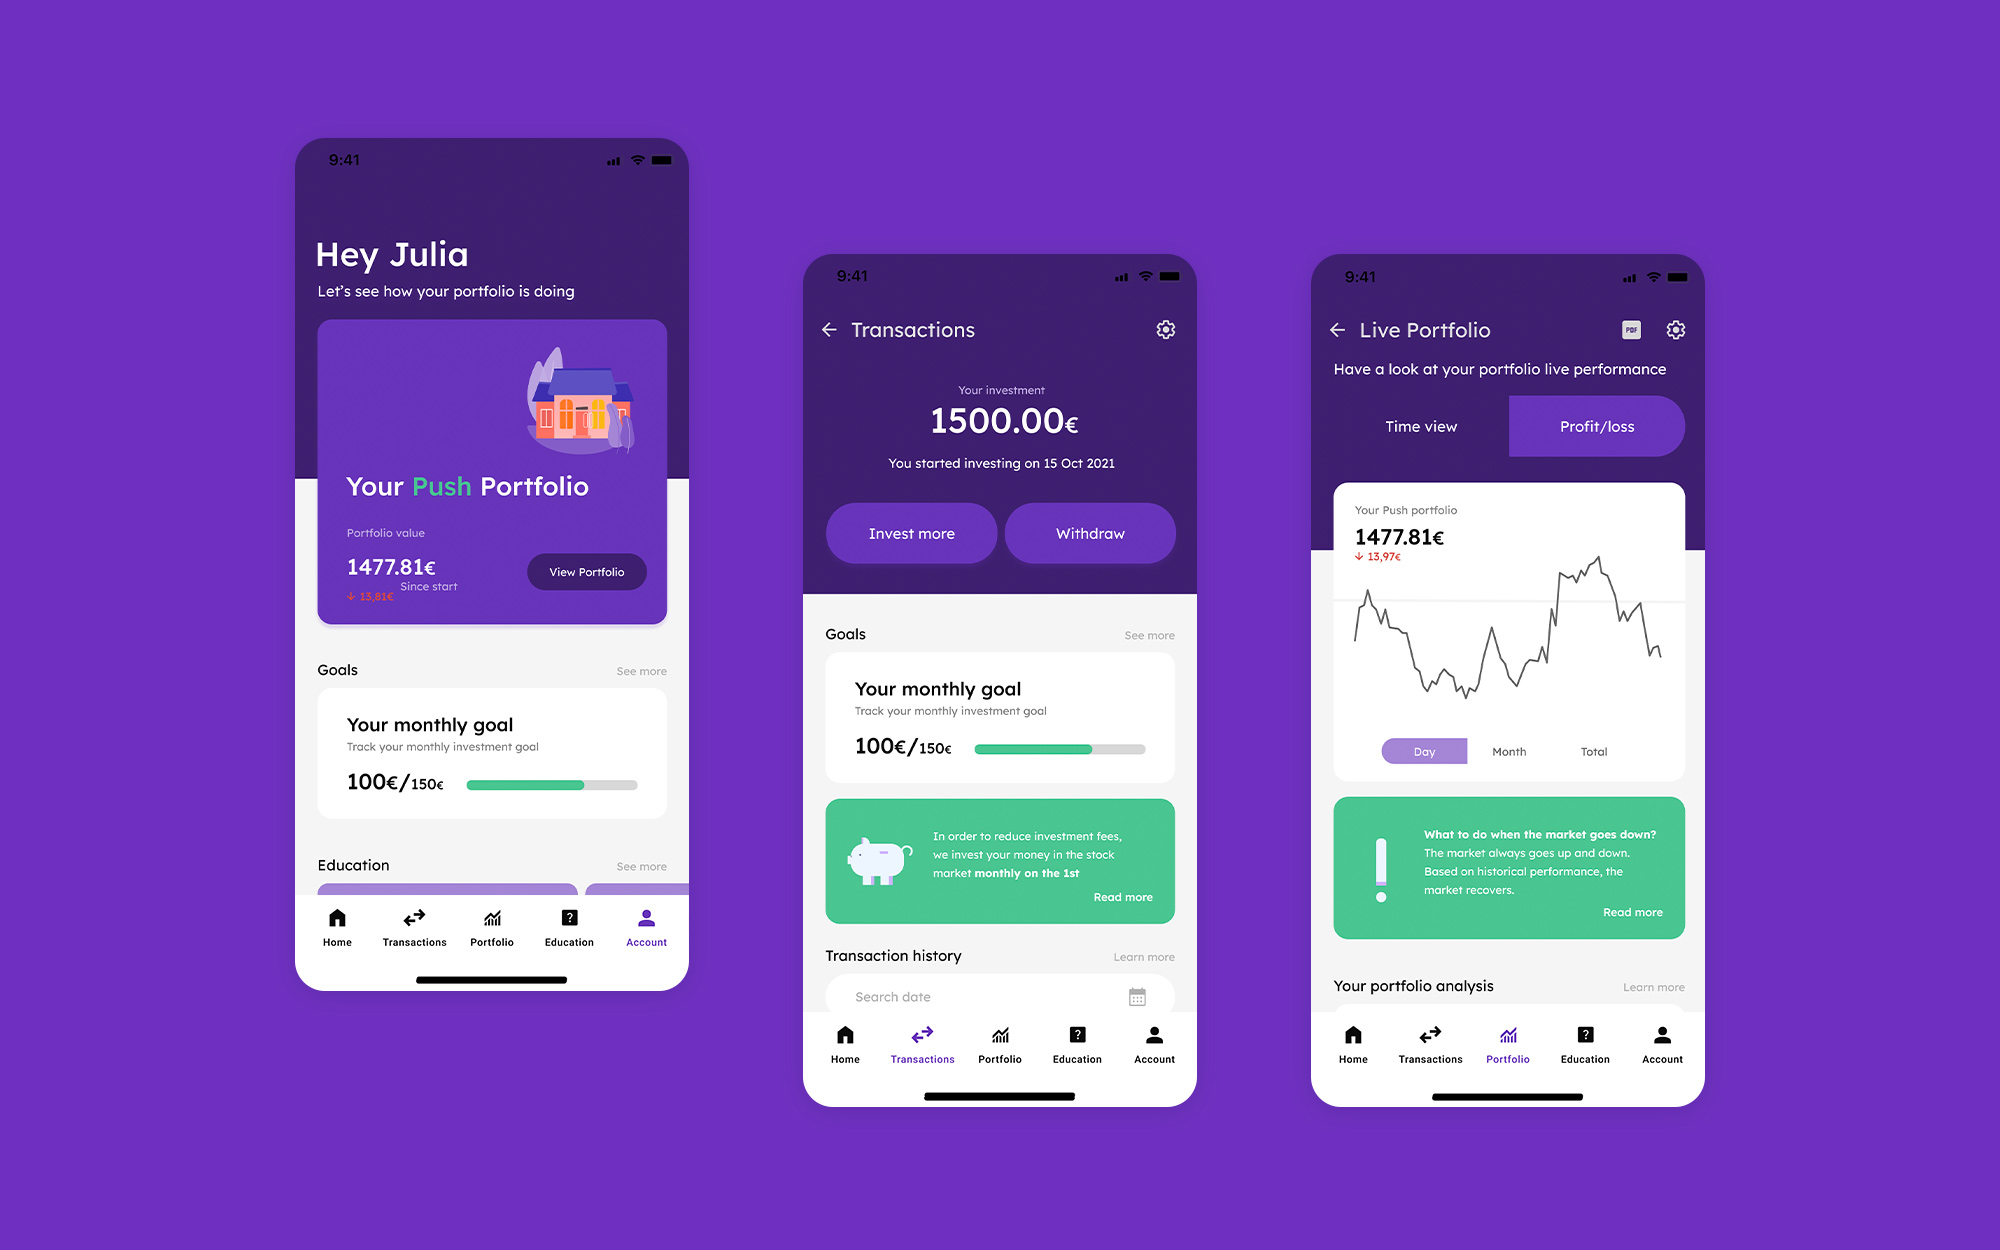 9:41
Hey Julia
Let's see how your portfolio is doing
Your Push Portfolio
Portfolio value
1477.81€
Since start
↓ 13,81€
View Portfolio
Goals
See more
Your monthly goal
Track your monthly investment goal
100€/150€
Education
See more
Home
Transactions
Portfolio
?
Education
Account
9:41
← Transactions
Your investment
1500.00€
You started investing on 15 Oct 2021
Invest more
Withdraw
Goals
See more
Your monthly goal
Track your monthly investment goal
100€/150€
In order to reduce investment fees,
we invest your money in the stock
market monthly on the 1st
Read more
Transaction history
Learn more
Search date
Home
Transactions
Portfolio
?
Education
Account
9:41
← Live Portfolio
PDF
Have a look at your portfolio live performance
Time view
Profit/loss
Your Push portfolio
1477.81€
↓ 13,97€
Day
Month
Total
!
What to do when the market goes down?
The market always goes up and down.
Based on historical performance, the
market recovers.
Read more
Your portfolio analysis
Learn more
Home
Transactions
Portfolio
?
Education
Account